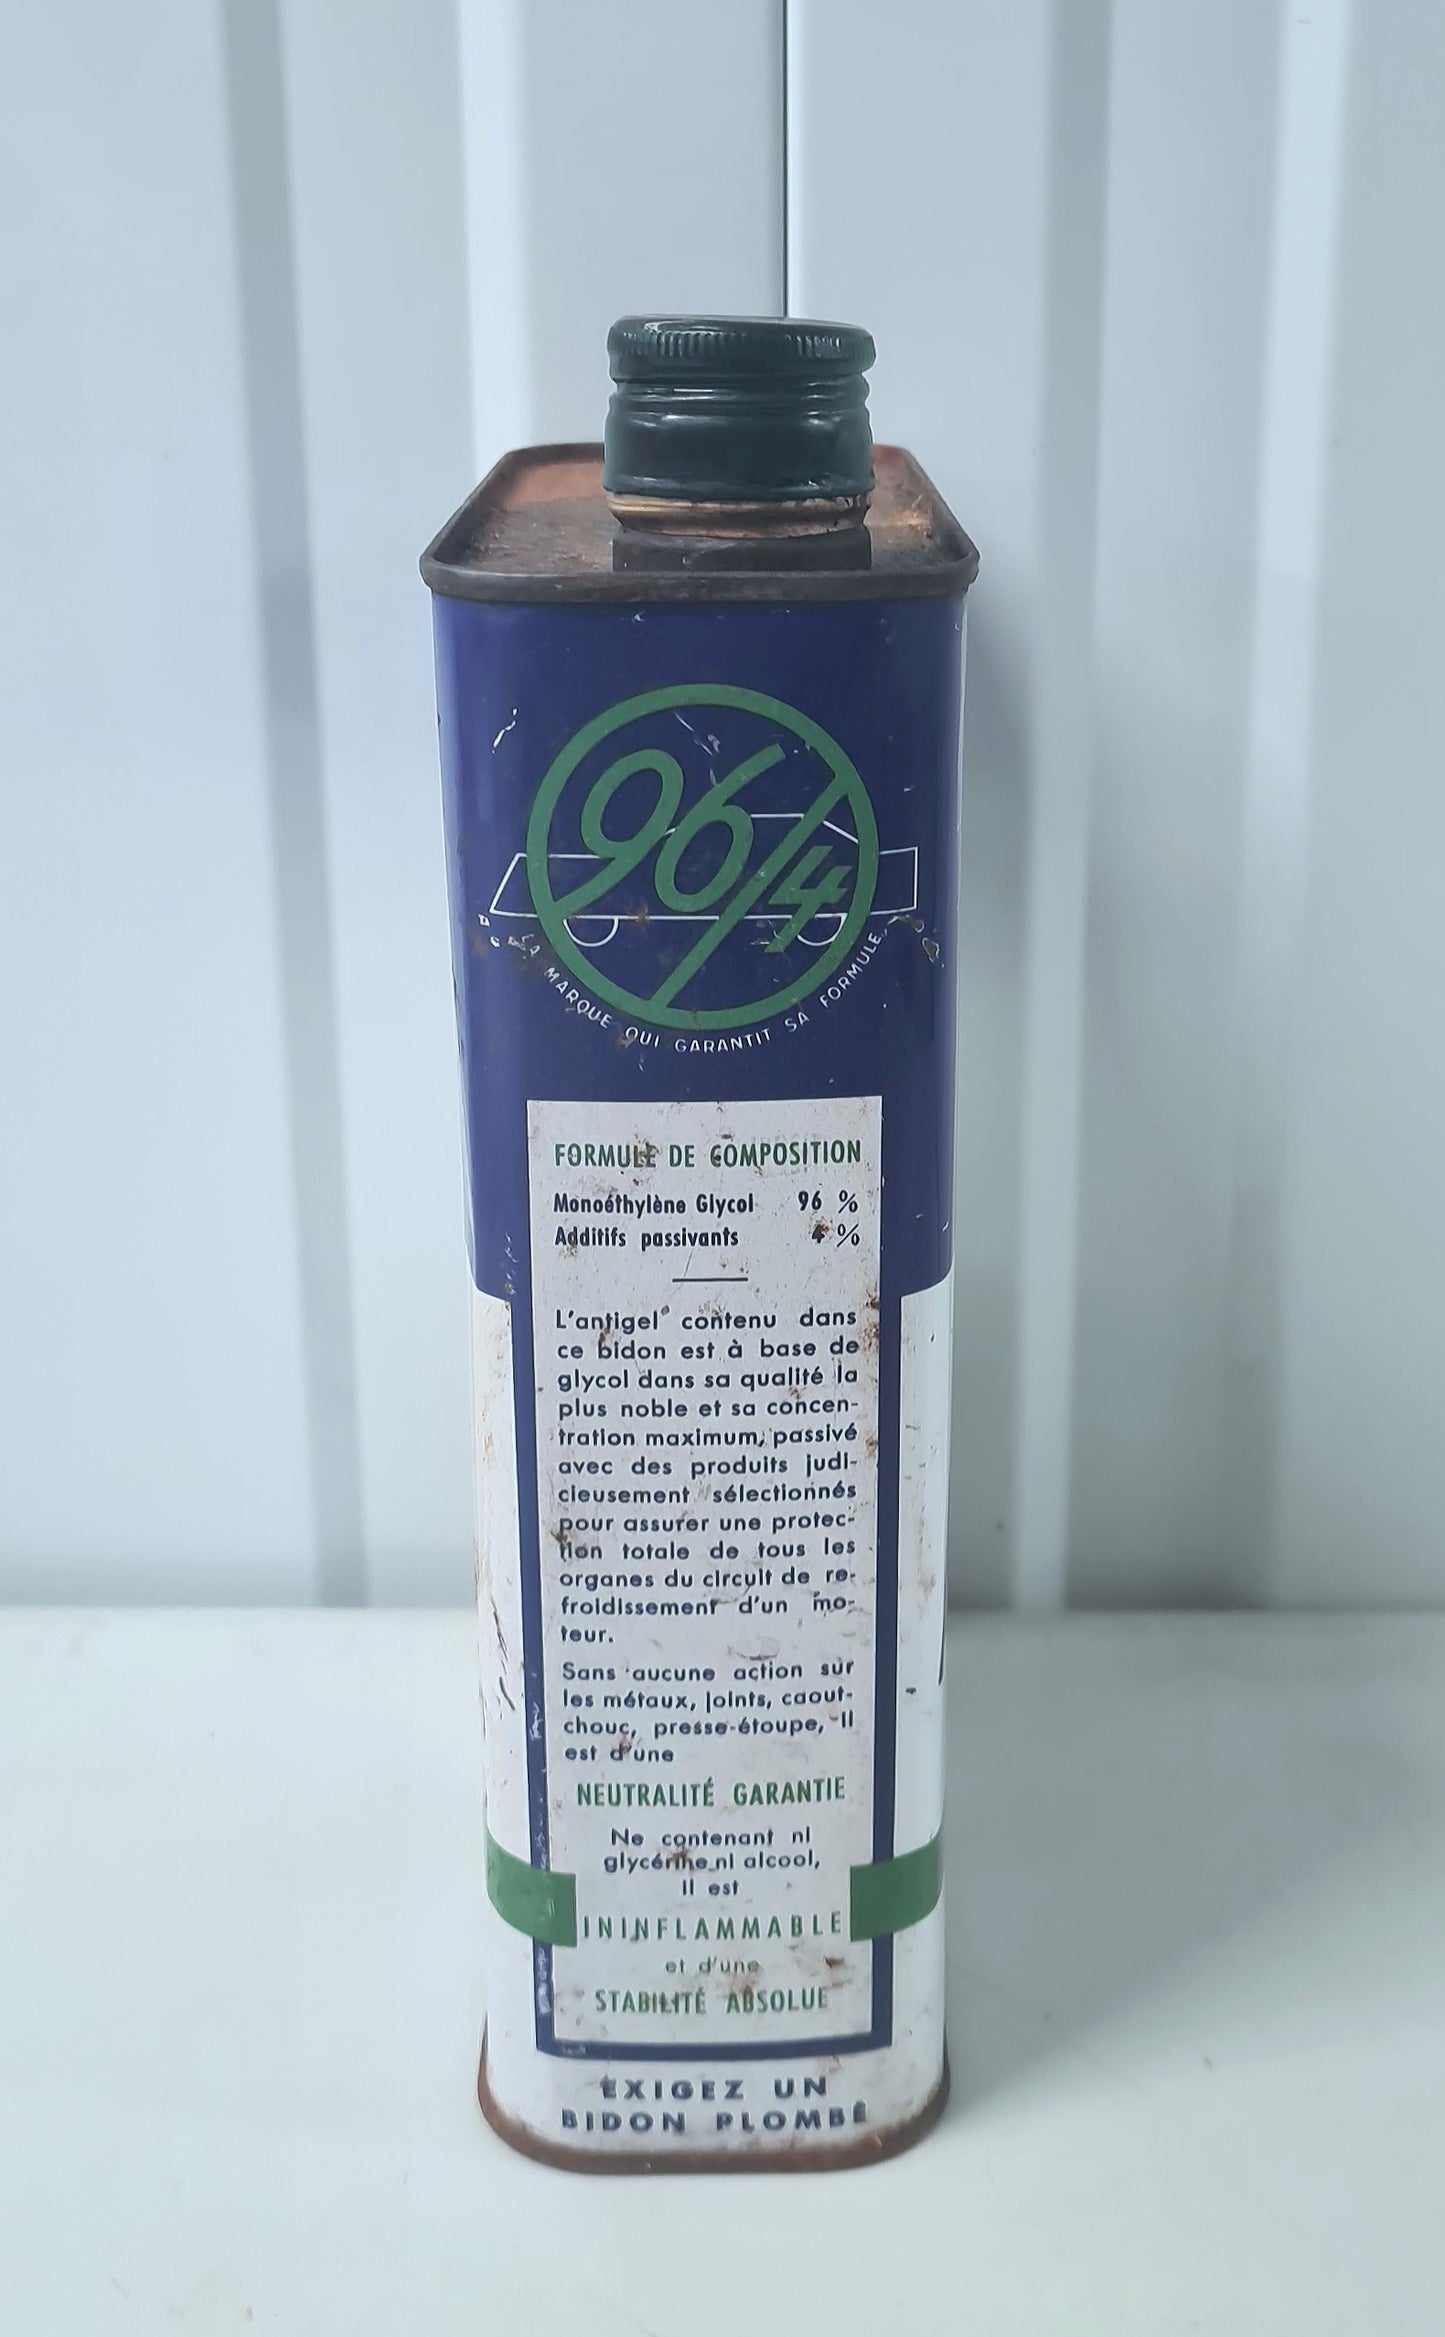 96/4
LA MARQUE QUI GARANTIT SA FORMULE
FORMULE DE COMPOSITION
Monoéthylène Glycol 96 %
Additifs passivants 4 %
L'antigel contenu dans
ce bidon est à base de
glycol dans sa qualité la
plus noble et sa concen-
tration maximum, passivé
avec des produits judi-
cieusement sélectionnés
pour assurer une protec-
tion totale de tous les
organes du circuit de re-
froidissement d'un mo-
teur.
Sans aucune action sur
les métaux, joints, caout-
chouc, presse-étoupe, il
est d'une
NEUTRALITÉ GARANTIE
Ne contenant ni
glycérine ni alcool,
il est
ININFLAMMABLE
et d'une
STABILITÉ ABSOLUE
EXIGEZ UN
BIDON PLOMBÉ